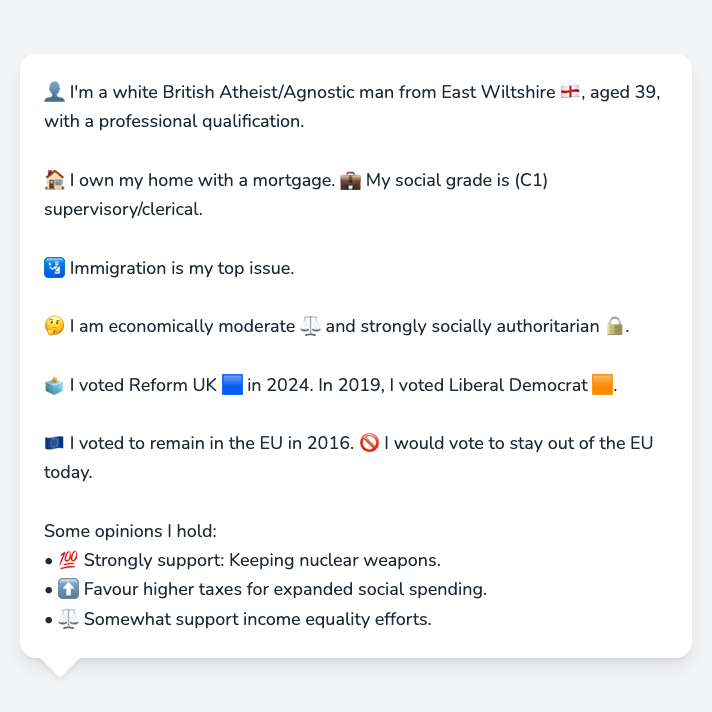 👤 I'm a white British Atheist/Agnostic man from East Wiltshire 🏴󠁧󠁢󠁥󠁮󠁧󠁿, aged 39,
with a professional qualification.
🏠 I own my home with a mortgage. 💼 My social grade is (C1)
supervisory/clerical.
🛂 Immigration is my top issue.
🤔 I am economically moderate ⚖️ and strongly socially authoritarian 🔒.
🗳️ I voted Reform UK 🟦 in 2024. In 2019, I voted Liberal Democrat 🟧.
🇪🇺 I voted to remain in the EU in 2016. 🚫 I would vote to stay out of the EU
today.
Some opinions I hold:
• 💯 Strongly support: Keeping nuclear weapons.
• ⬆️ Favour higher taxes for expanded social spending.
• ⚖️ Somewhat support income equality efforts.